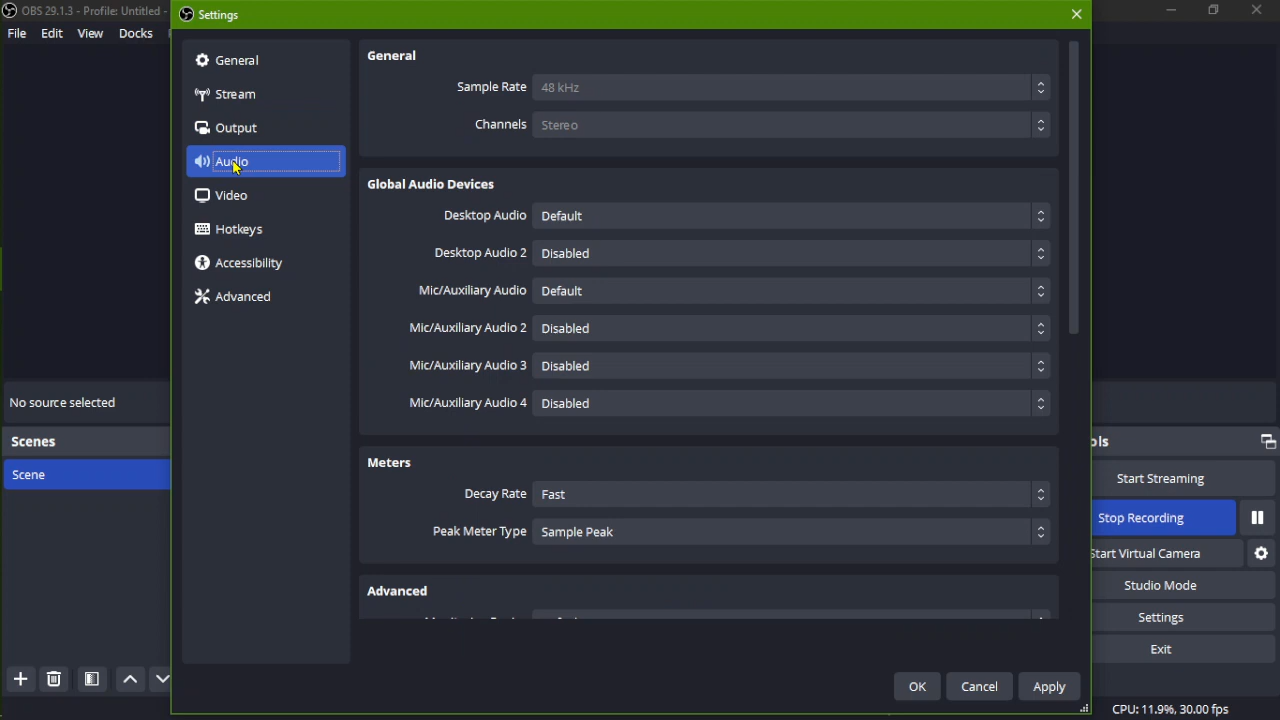 OBS 29.1.3 - Profile: Untitled -
File Edit View Docks
Settings
General
Stream
Output
Audio
Video
Hotkeys
Accessibility
Advanced
General
Sample Rate 48 kHz
Channels Stereo
Global Audio Devices
Desktop Audio Default
Desktop Audio 2 Disabled
Mic/Auxiliary Audio Default
Mic/Auxiliary Audio 2 Disabled
Mic/Auxiliary Audio 3 Disabled
Mic/Auxiliary Audio 4 Disabled
Meters
Decay Rate Fast
Peak Meter Type Sample Peak
Advanced
OK Cancel Apply
No source selected
Scenes
Scene
ols
Start Streaming
Stop Recording
Start Virtual Camera
Studio Mode
Settings
Exit
CPU: 11.9%, 30.00 fps